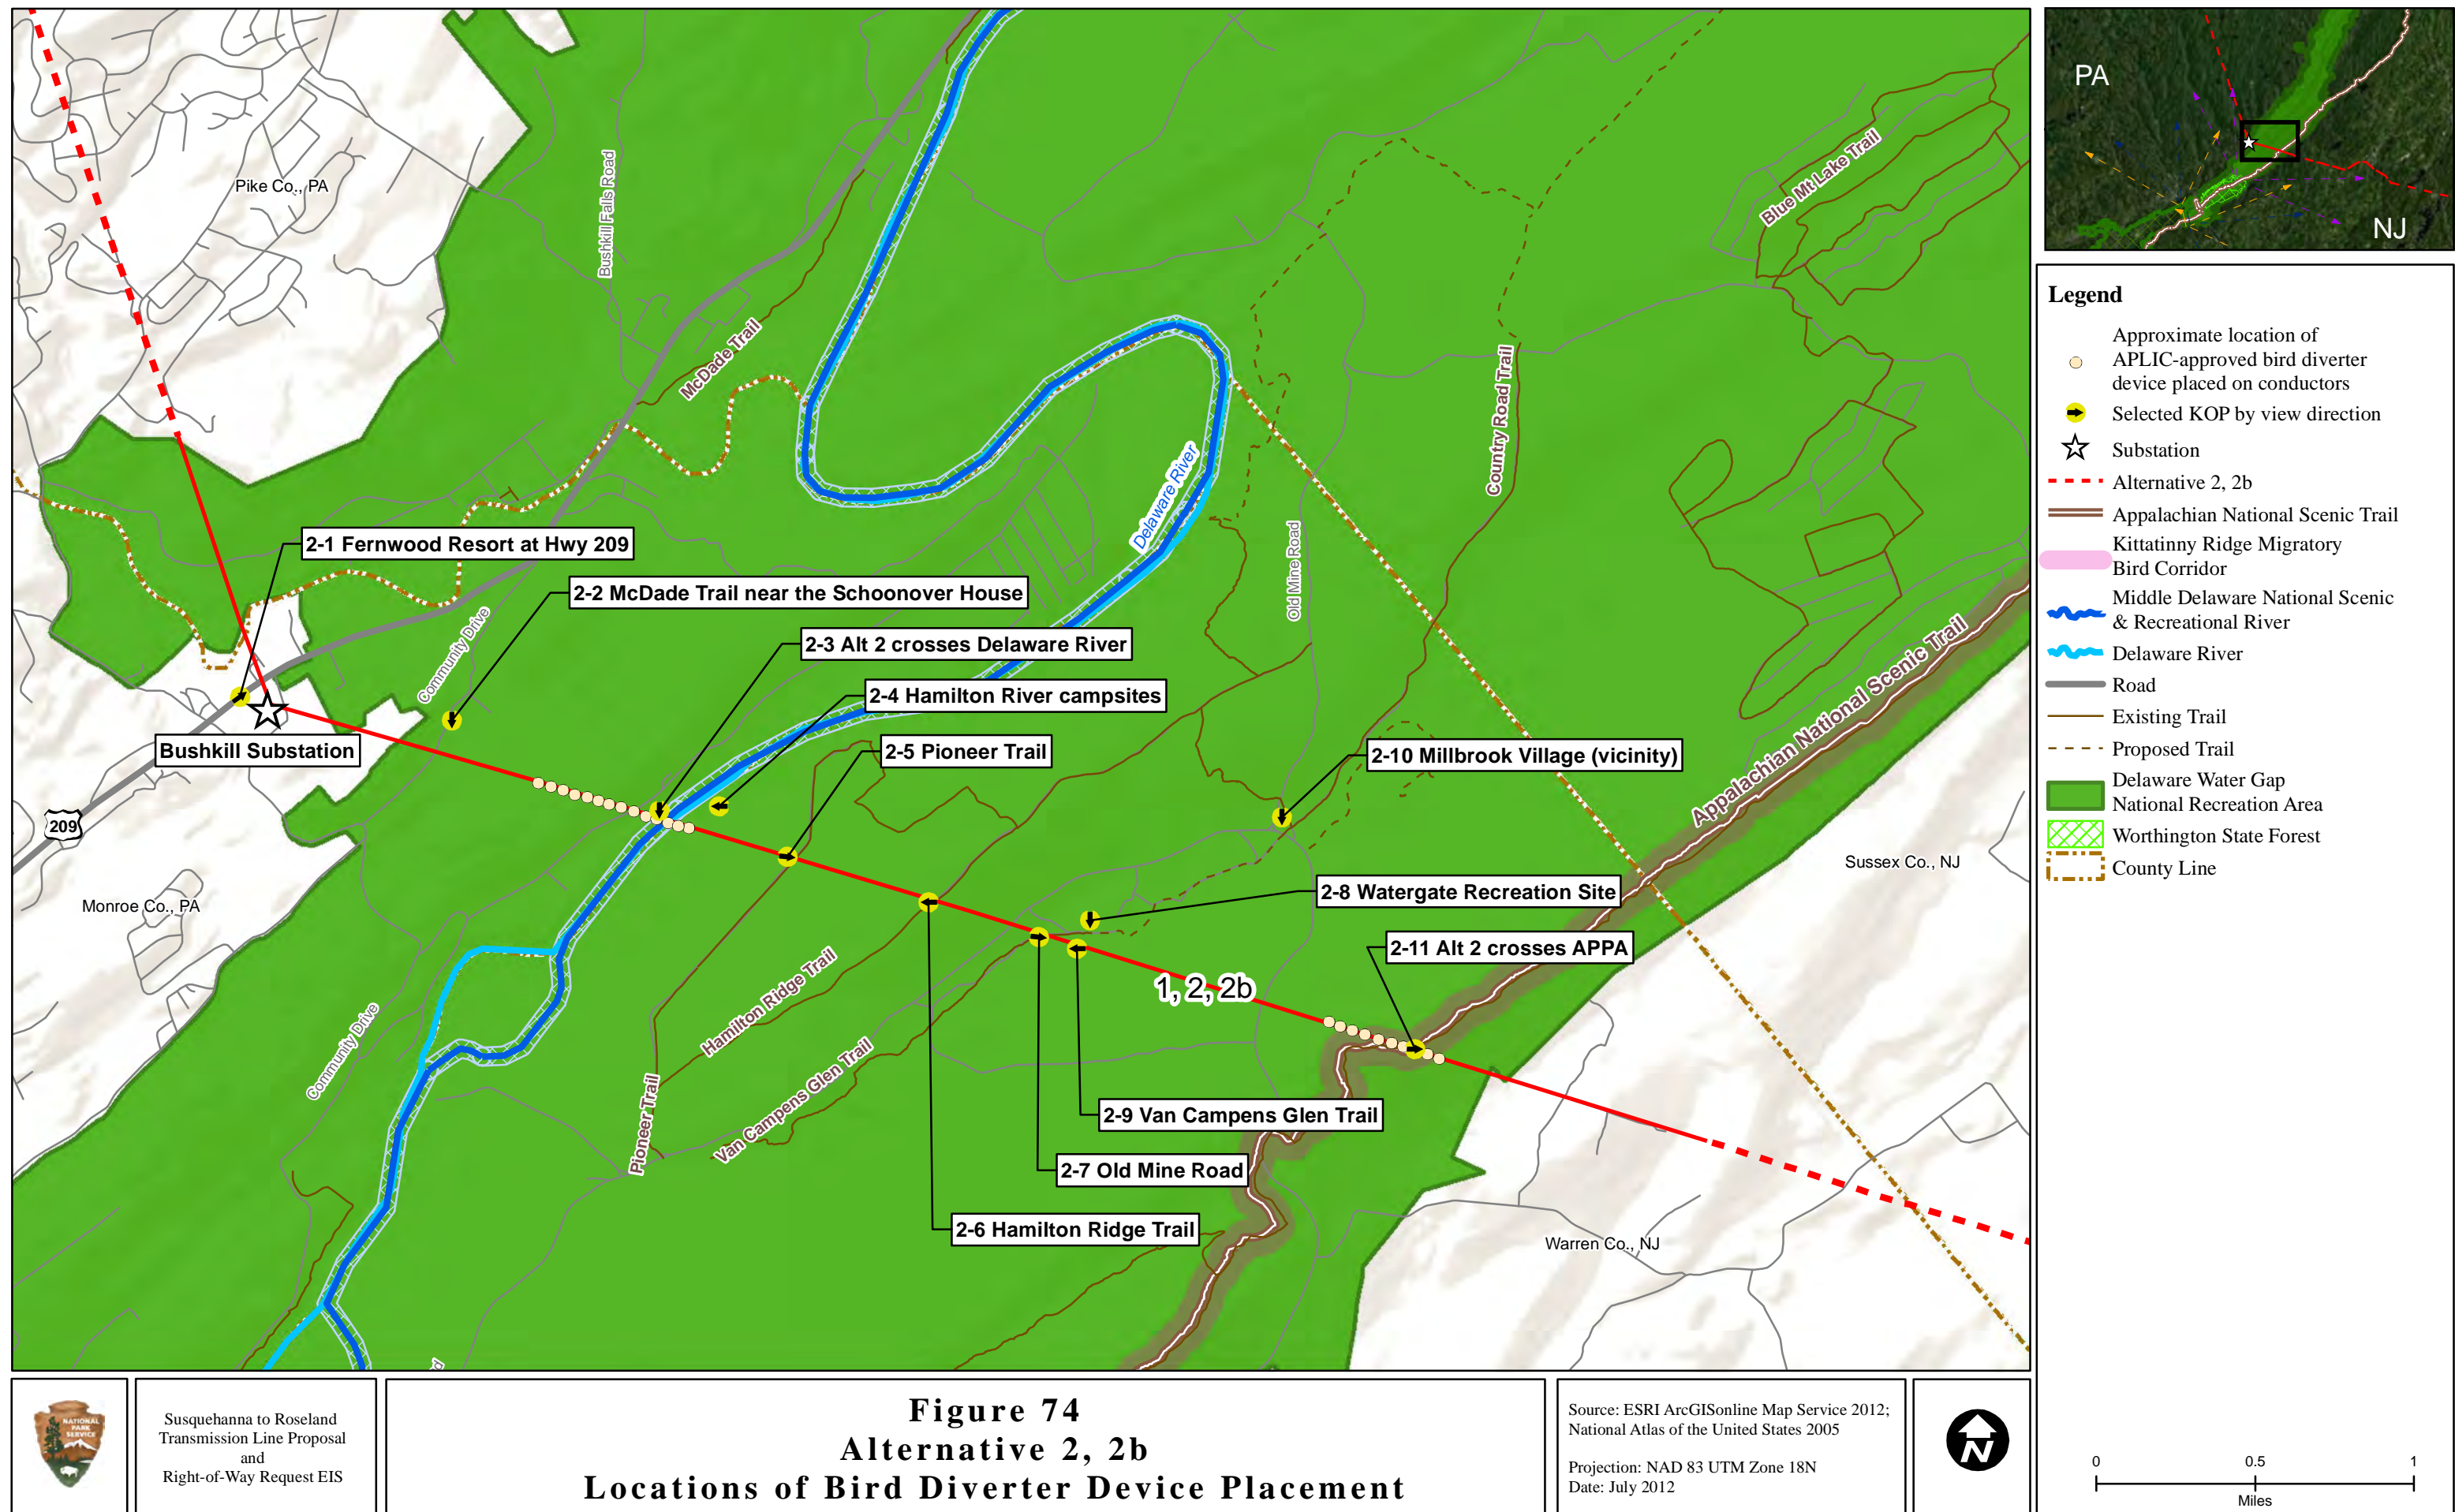 Pike Co., PA
Bushkill Falls Road
McDade Trail
Blue Mt Lake Trail
Country Road Trail
Delaware River
Old Mine Road
2-1 Fernwood Resort at Hwy 209
2-2 McDade Trail near the Schoonover House
Community Drive
2-3 Alt 2 crosses Delaware River
2-4 Hamilton River campsites
Appalachian National Scenic Trail
Bushkill Substation
2-5 Pioneer Trail
2-10 Millbrook Village (vicinity)
209
Sussex Co., NJ
Monroe Co., PA
2-8 Watergate Recreation Site
2-11 Alt 2 crosses APPA
1, 2, 2b
Hamilton Ridge Trail
Community Drive
Van Campens Glen Trail
Pioneer Trail
2-9 Van Campens Glen Trail
2-7 Old Mine Road
2-6 Hamilton Ridge Trail
Warren Co., NJ
PA
NJ
Legend
Approximate location of
APLIC-approved bird diverter
device placed on conductors
Selected KOP by view direction
Substation
Alternative 2, 2b
Appalachian National Scenic Trail
Kittatinny Ridge Migratory
Bird Corridor
Middle Delaware National Scenic
& Recreational River
Delaware River
Road
Existing Trail
Proposed Trail
Delaware Water Gap
National Recreation Area
Worthington State Forest
County Line
0 0.5 1
Miles
NATIONAL
PARK
SERVICE
Susquehanna to Roseland
Transmission Line Proposal
and
Right-of-Way Request EIS
Figure 74
Alternative 2, 2b
Locations of Bird Diverter Device Placement
Source: ESRI ArcGISonline Map Service 2012;
National Atlas of the United States 2005
Projection: NAD 83 UTM Zone 18N
Date: July 2012
N